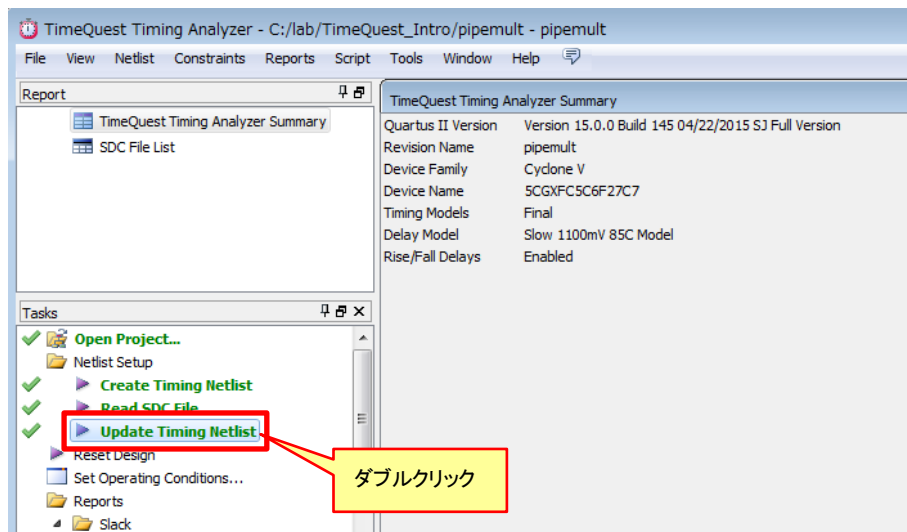 TimeQuest Timing Analyzer - C:/lab/TimeQuest_Intro/pipemult - pipemult
File View Netlist Constraints Reports Script Tools Window Help
Report
TimeQuest Timing Analyzer Summary
SDC File List
TimeQuest Timing Analyzer Summary
Quartus II Version Version 15.0.0 Build 145 04/22/2015 SJ Full Version
Revision Name pipemult
Device Family Cyclone V
Device Name 5CGXFC5C6F27C7
Timing Models Final
Delay Model Slow 1100mV 85C Model
Rise/Fall Delays Enabled
Tasks
Open Project...
Netlist Setup
Create Timing Netlist
Read SDC File
Update Timing Netlist
Reset Design
Set Operating Conditions...
Reports
Slack
ダブルクリック